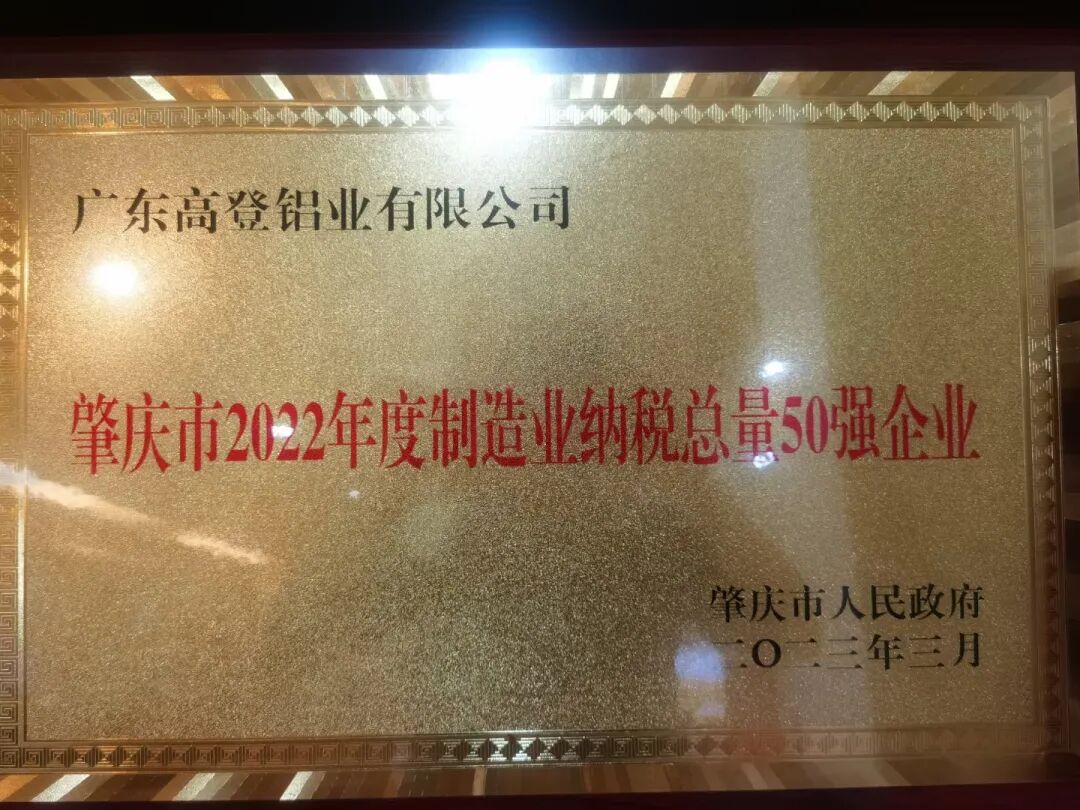 广东高登铝业有限公司
肇庆市2022年度制造业纳税总量50强企业
肇庆市人民政府
二〇二三年三月